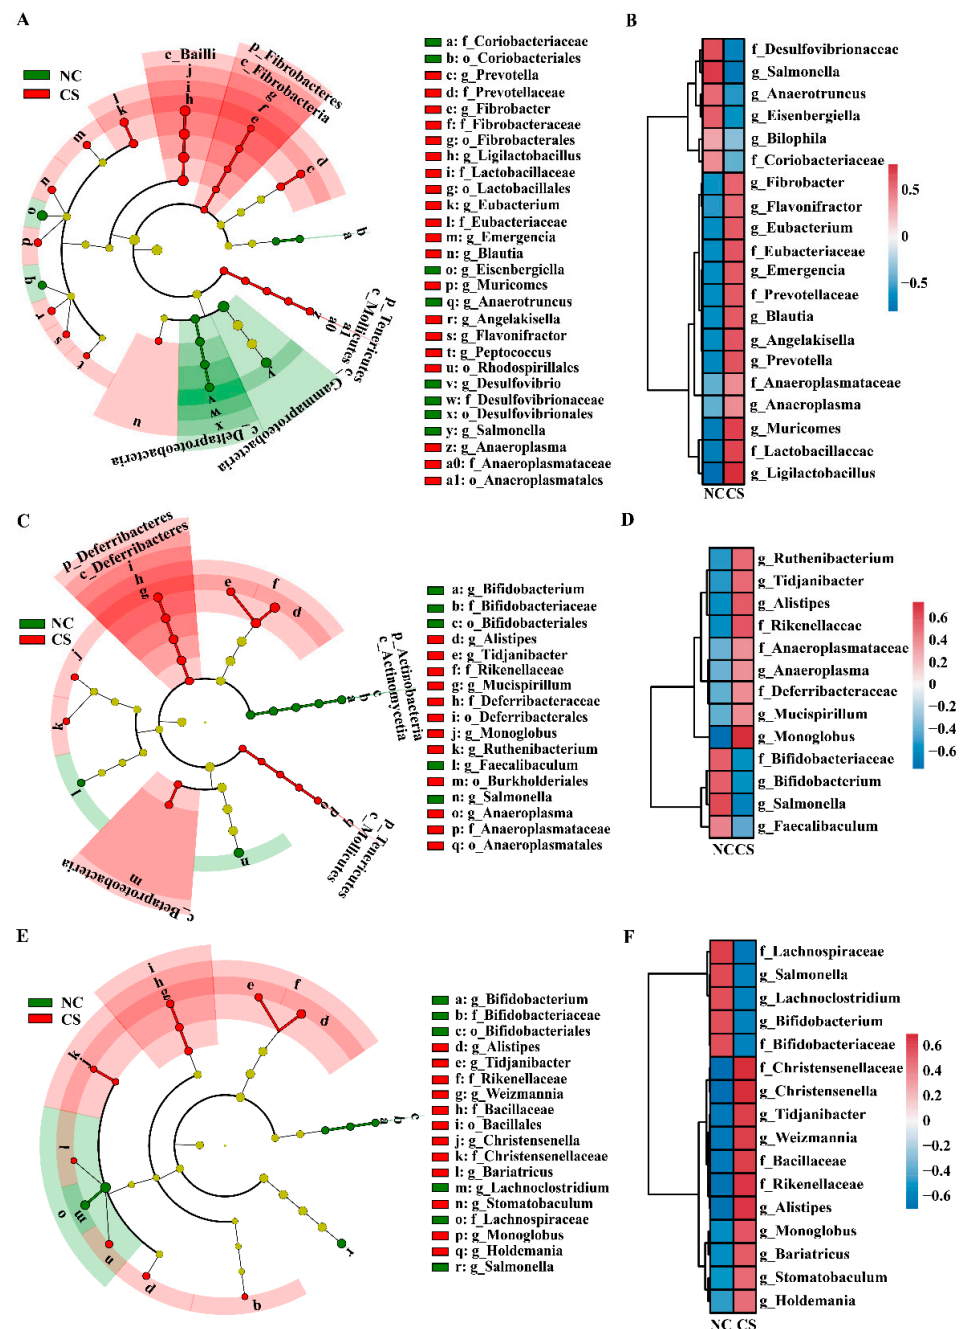 A
NC
CS
c_Bailli
p_Fibrobacteres
c_Fibrobacteria
j
i
h
g
f
e
d
c
b
a
l
k
m
n
o
p
q
r
s
t
u
v
w
x
y
z
a0
a1
c_Mollicutes
p_Tenericutes
c_Gammaproteobacteria
c_Deltaproteobacteria
a: f_Coriobacteriaceae
b: o_Coriobacteriales
c: g_Prevotella
d: f_Prevotellaceae
e: g_Fibrobacter
f: f_Fibrobacteraceae
g: o_Fibrobacterales
h: g_Ligilactobacillus
i: f_Lactobacillaceae
g: o_Lactobacillales
k: g_Eubacterium
l: f_Eubacteriaceae
m: g_Emergencia
n: g_Blautia
o: g_Eisenbergiella
p: g_Muricomes
q: g_Anaerotruncus
r: g_Angelakisella
s: g_Flavonifractor
t: g_Peptococcus
u: o_Rhodospirillales
v: g_Desulfovibrio
w: f_Desulfovibrionaceae
x: o_Desulfovibrionales
y: g_Salmonella
z: g_Anaeroplasma
a0: f_Anaeroplasmataceae
a1: o_Anaeroplasmatales
B
f_Desulfovibrionaceae
g_Salmonella
g_Anaerotruncus
g_Eisenbergiella
g_Bilophila
f_Coriobacteriaceae
g_Fibrobacter
g_Flavonifractor
g_Eubacterium
f_Eubacteriaceae
g_Emergencia
f_Prevotellaceae
g_Blautia
g_Angelakisella
g_Prevotella
f_Anaeroplasmataceae
g_Anaeroplasma
g_Muricomes
f_Lactobacillaceae
g_Ligilactobacillus
NC CS
0.5
0
−0.5
C
NC
CS
p_Deferribacteres
c_Deferribacteres
i
h
g
e
f
d
p_Actinobacteria
c_Actinomycetia
a
b
c
j
k
l
m
c_Betaproteobacteria
n
o
p
q
c_Mollicutes
p_Tenericutes
a: g_Bifidobacterium
b: f_Bifidobacteriaceae
c: o_Bifidobacteriales
d: g_Alistipes
e: g_Tidjanibacter
f: f_Rikenellaceae
g: g_Mucispirillum
h: f_Deferribacteraceae
i: o_Deferribacterales
j: g_Monoglobus
k: g_Ruthenibacterium
l: g_Faecalibaculum
m: o_Burkholderiales
n: g_Salmonella
o: g_Anaeroplasma
p: f_Anaeroplasmataceae
q: o_Anaeroplasmatales
D
g_Ruthenibacterium
g_Tidjanibacter
g_Alistipes
f_Rikenellaceae
f_Anaeroplasmataceae
g_Anaeroplasma
f_Deferribacteraceae
g_Mucispirillum
g_Monoglobus
f_Bifidobacteriaceae
g_Bifidobacterium
g_Salmonella
g_Faecalibaculum
NC CS
0.6
0.4
0.2
0
−0.2
−0.4
−0.6
E
NC
CS
i
h
g
e
f
d
k
j
a
b
c
l
m
o
n
p
q
r
a: g_Bifidobacterium
b: f_Bifidobacteriaceae
c: o_Bifidobacteriales
d: g_Alistipes
e: g_Tidjanibacter
f: f_Rikenellaceae
g: g_Weizmannia
h: f_Bacillaceae
i: o_Bacillales
j: g_Christensenella
k: f_Christensenellaceae
l: g_Bariatricus
m: g_Lachnoclostridium
n: g_Stomatobaculum
o: f_Lachnospiraceae
p: g_Monoglobus
q: g_Holdemania
r: g_Salmonella
F
f_Lachnospiraceae
g_Salmonella
g_Lachnoclostridium
g_Bifidobacterium
f_Bifidobacteriaceae
f_Christensenellaceae
g_Christensenella
g_Tidjanibacter
g_Weizmannia
f_Bacillaceae
f_Rikenellaceae
g_Alistipes
g_Monoglobus
g_Bariatricus
g_Stomatobaculum
g_Holdemania
NC CS
0.6
0.4
0.2
0
−0.2
−0.4
−0.6